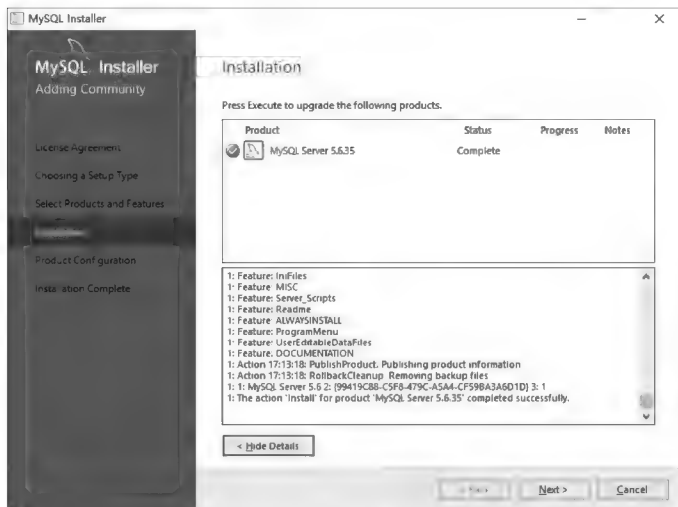 MySQL Installer
MySQL Installer
Adding Community
License Agreement
Choosing a Setup Type
Select Products and Features
Product Configuration
Installation Complete
Installation
Press Execute to upgrade the following products.
Product Status Progress Notes
MySQL Server 5.6.35 Complete
1: Feature: IniFiles
1: Feature MISC
1: Feature: Server_Scripts
1: Feature: Readme
1: Feature ALWAYSINSTALL
1: Feature: ProgramMenu
1: Feature UserEditableDataFiles
1: Feature. DOCUMENTATION
1: Action 17:13:18: PublishProduct. Publishing product information
1: Action 17:13:18: RollbackCleanup Removing backup files
1: 1: MySQL Server 5.6 2: {99419C88-C5F8-479C-A5A4-CF59BA3A6D1D} 3: 1
1: The action 'Install' for product 'MySQL Server 5.6.35' completed successfully.
< Hide Details
Next > Cancel